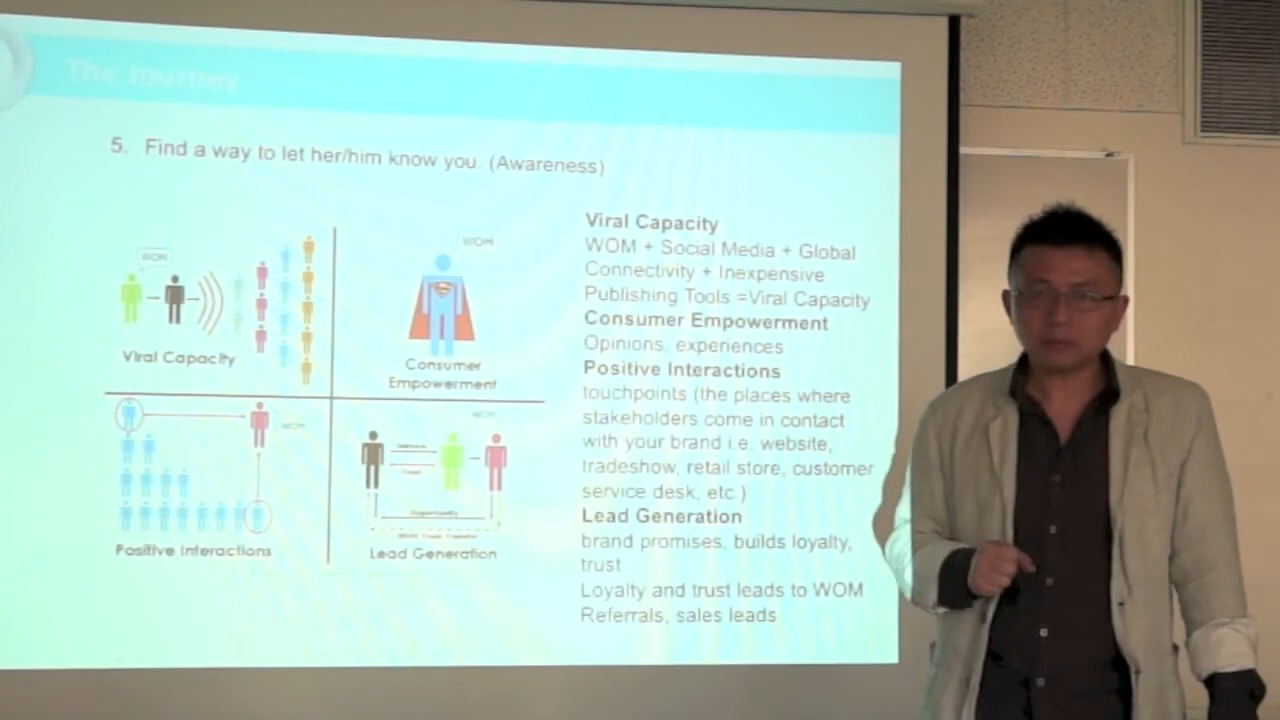 The Journey
5. Find a way to let her/him know you. (Awareness)
WOM
Viral Capacity
WOM
Consumer
Empowerment
WOM
Positive Interactions
WOM
Opportunity
Lead Generation
Viral Capacity
WOM + Social Media + Global
Connectivity + Inexpensive
Publishing Tools =Viral Capacity
Consumer Empowerment
Opinions, experiences
Positive Interactions
touchpoints (the places where
stakeholders come in contact
with your brand i.e. website,
tradeshow, retail store, customer
service desk, etc.)
Lead Generation
brand promises, builds loyalty,
trust
Loyalty and trust leads to WOM
Referrals, sales leads